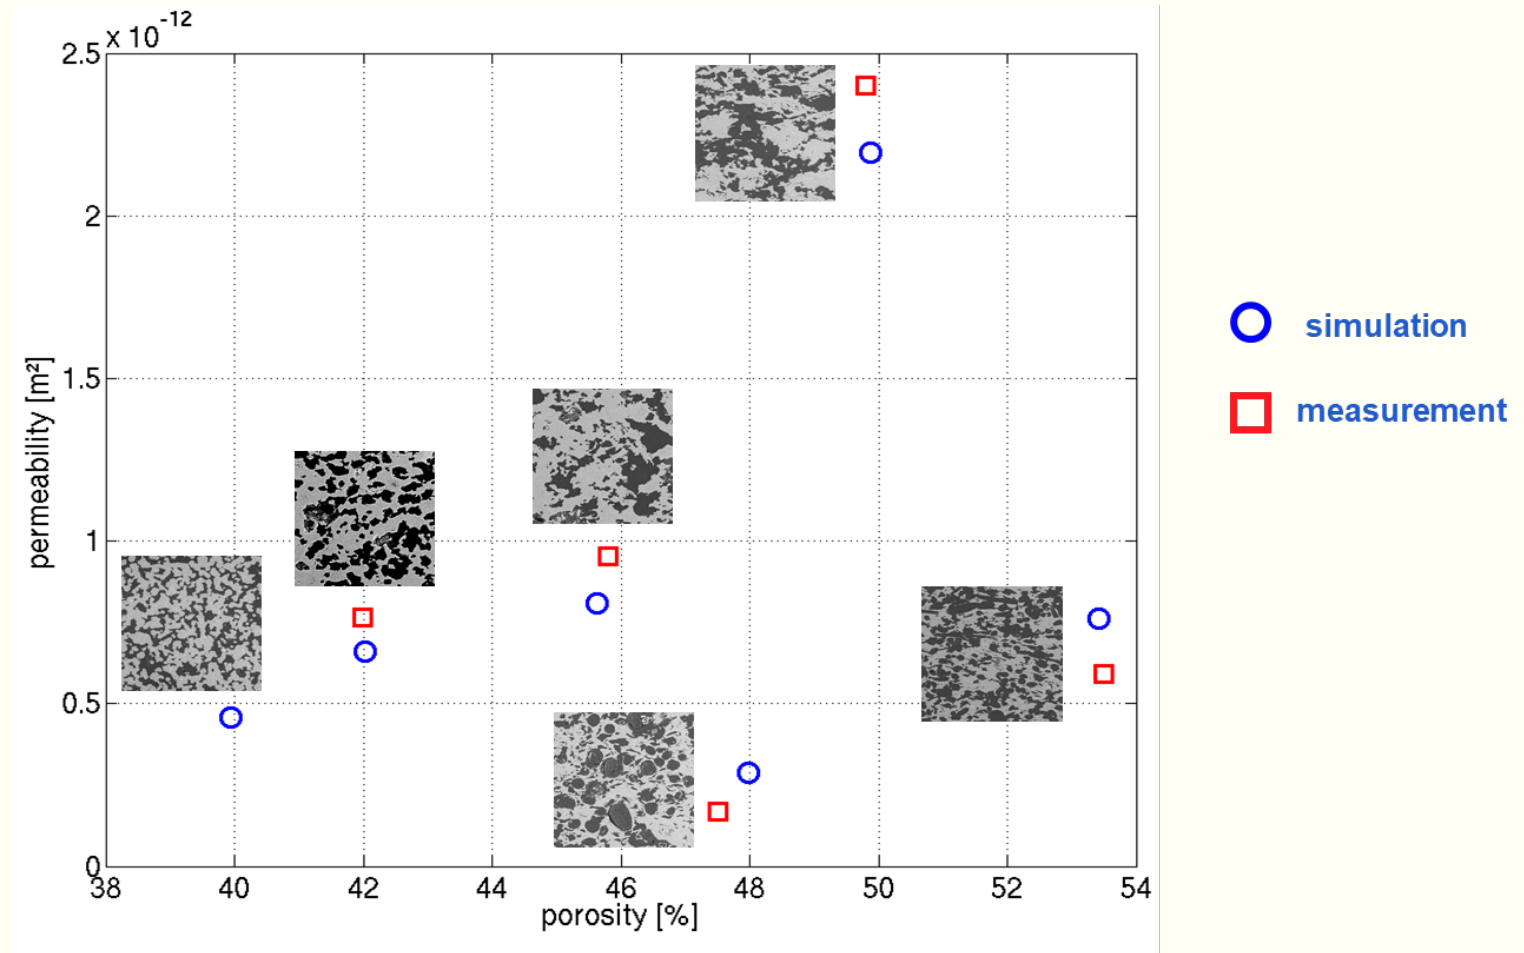 x 10^-12
2.5
2
1.5
1
0.5
0
permeability [m²]
38 40 42 44 46 48 50 52 54
porosity [%]
simulation
measurement